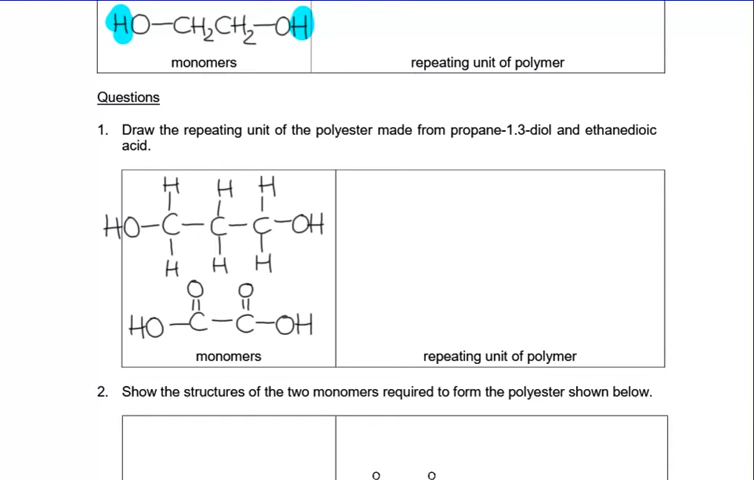 HO-CH2CH2-OH
monomers repeating unit of polymer
Questions
1. Draw the repeating unit of the polyester made from propane-1.3-diol and ethanedioic
acid.
H H H
HO-C-C-C-OH
H H H
O O
HO-C-C-OH
monomers repeating unit of polymer
2. Show the structures of the two monomers required to form the polyester shown below.
O O